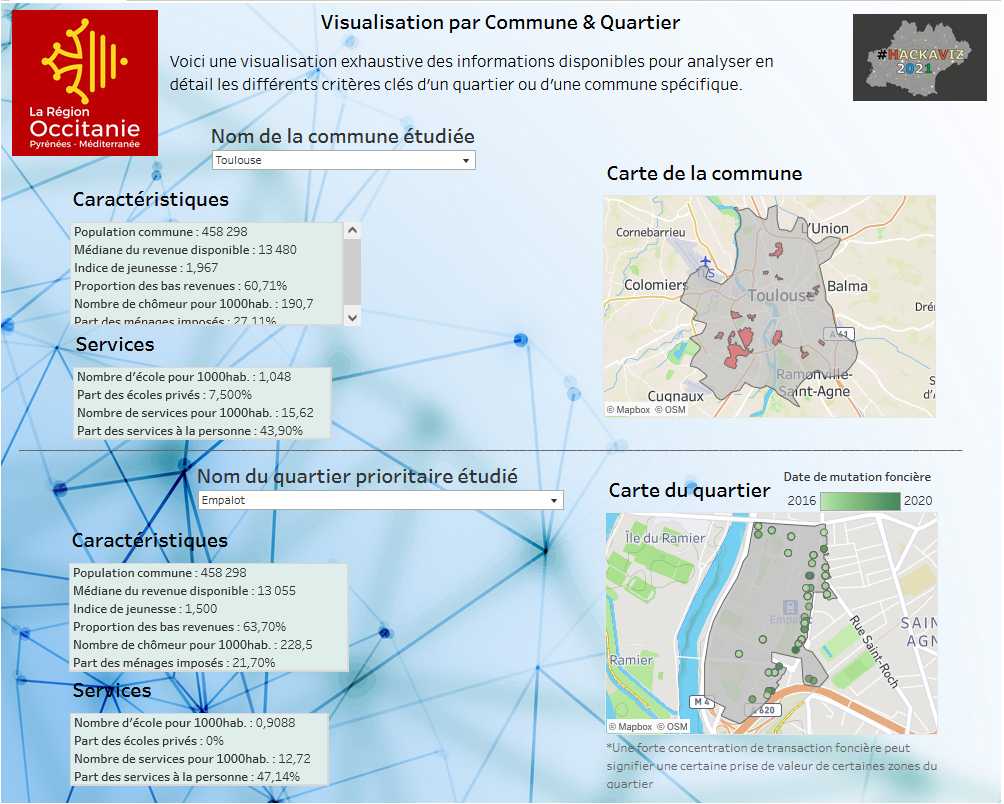 Visualisation par Commune & Quartier
La Région
Occitanie
Pyrénées - Méditerranée
Voici une visualisation exhaustive des informations disponibles pour analyser en
détail les différents critères clés d'un quartier ou d'une commune spécifique.
#HACKAVIZ
2021
Nom de la commune étudiée
Toulouse
Caractéristiques
Population commune : 458 298
Médiane du revenue disponible : 13 480
Indice de jeunesse : 1,967
Proportion des bas revenues : 60,71%
Nombre de chômeur pour 1000hab. : 190,7
Part des ménages imposés : 27,11%
Services
Nombre d'école pour 1000hab. : 1,048
Part des écoles privés : 7,500%
Nombre de services pour 1000hab. : 15,62
Part des services à la personne : 43,90%
Carte de la commune
Cornebarrieu
L'Union
Colomiers
Toulouse
Balma
Dré
A 61
Ramonville-
Saint-Agne
Cugnaux
S
d'A
© Mapbox © OSM
Nom du quartier prioritaire étudié
Empalot
Caractéristiques
Population commune : 458 298
Médiane du revenue disponible : 13 055
Indice de jeunesse : 1,500
Proportion des bas revenues : 63,70%
Nombre de chômeur pour 1000hab. : 228,5
Part des ménages imposés : 21,70%
Services
Nombre d'école pour 1000hab. : 0,9088
Part des écoles privés : 0%
Nombre de services pour 1000hab. : 12,72
Part des services à la personne : 47,14%
Carte du quartier
Date de mutation foncière
2016 2020
Île du Ramier
Empalot
SAIN
AGN
Rue Saint-Roch
Ramier
M 4
620
© Mapbox © OSM
*Une forte concentration de transaction foncière peut
signifier une certaine prise de valeur de certaines zones du
quartier